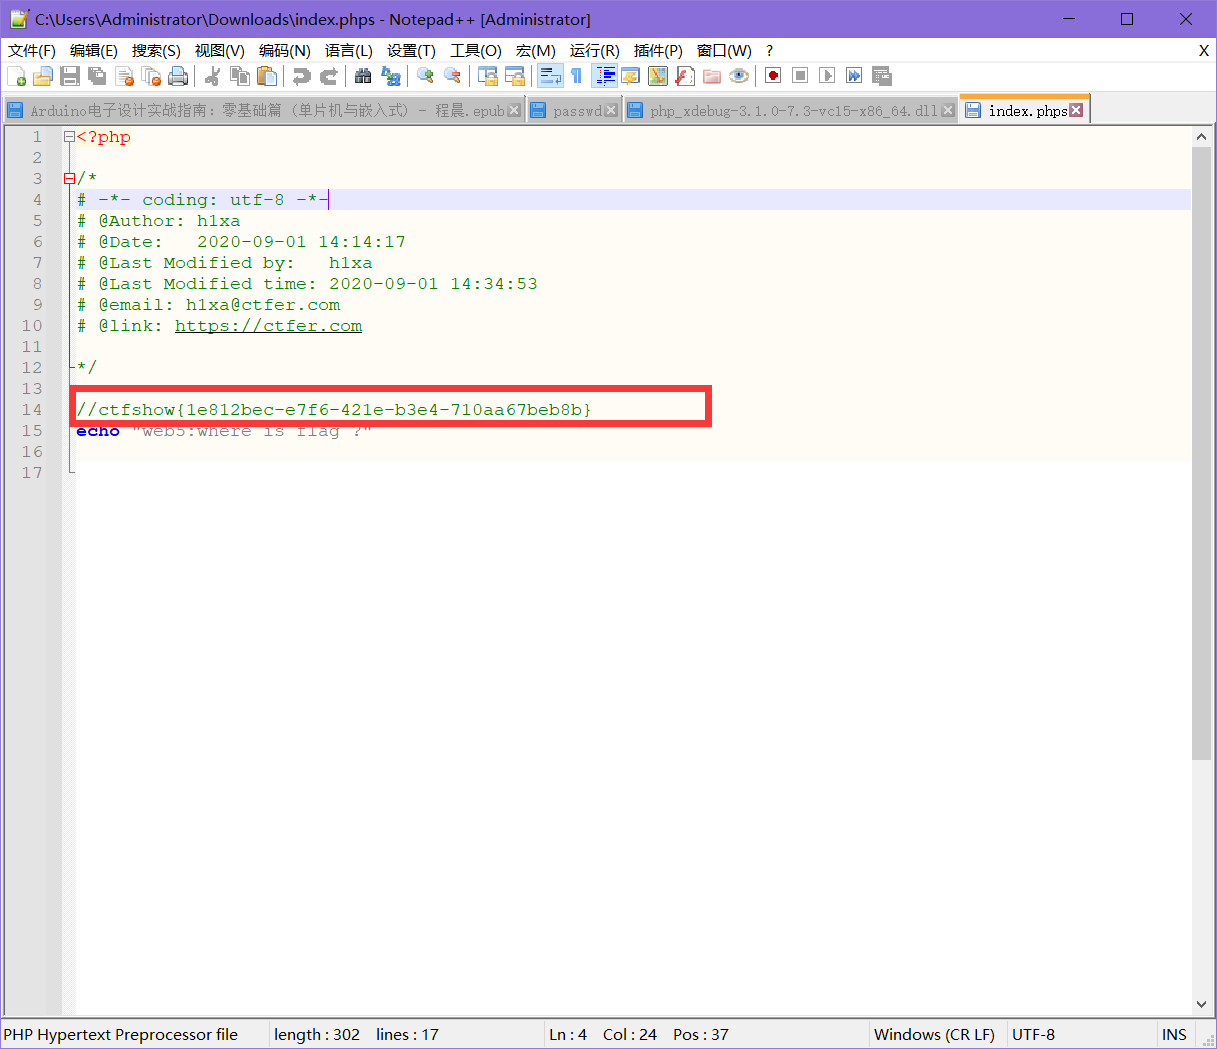 C:\Users\Administrator\Downloads\index.phps - Notepad++ [Administrator]
文件(F) 编辑(E) 搜索(S) 视图(V) 编码(N) 语言(L) 设置(T) 工具(O) 宏(M) 运行(R) 插件(P) 窗口(W) ? X
Arduino电子设计实战指南：零基础篇（单片机与嵌入式） - 程晨.epub passwd php_xdebug-3.1.0-7.3-vc15-x86_64.dll index.phps
1 <?php
2
3 /*
4 # -*- coding: utf-8 -*-
5 # @Author: h1xa
6 # @Date:   2020-09-01 14:14:17
7 # @Last Modified by:   h1xa
8 # @Last Modified time: 2020-09-01 14:34:53
9 # @email: h1xa@ctfer.com
10 # @link: https://ctfer.com
11
12 */
13
14 //ctfshow{1e812bec-e7f6-421e-b3e4-710aa67beb8b}
15 echo "web5:where is flag ?"
16
17
PHP Hypertext Preprocessor file length : 302 lines : 17 Ln : 4 Col : 24 Pos : 37 Windows (CR LF) UTF-8 INS